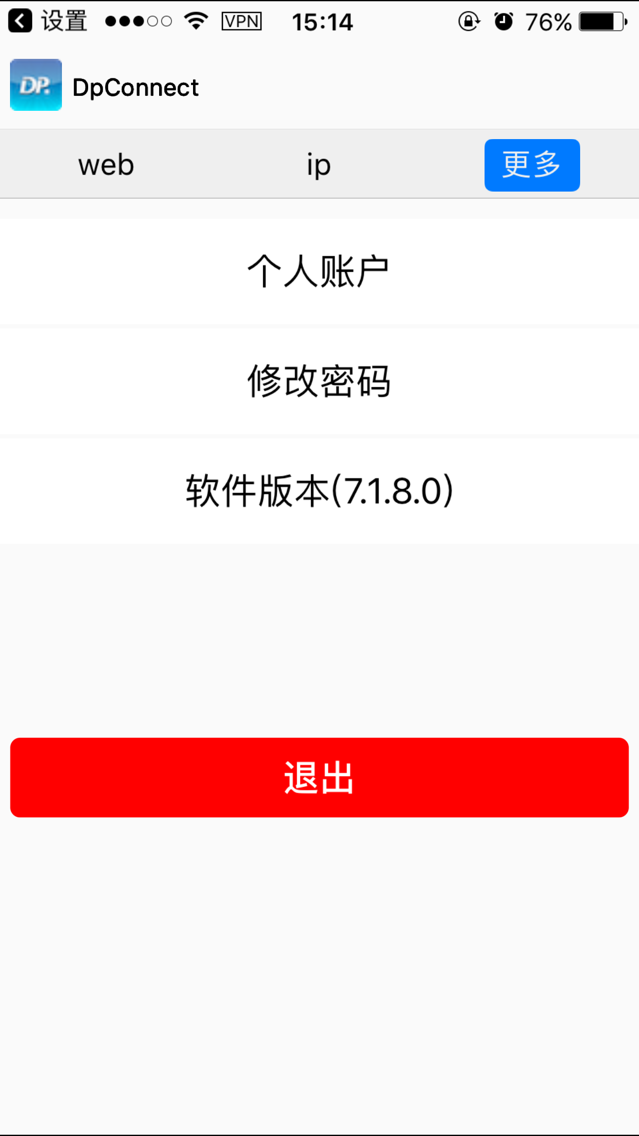 设置 VPN 15:14 76%
DP. DpConnect
web ip 更多
个人账户
修改密码
软件版本(7.1.8.0)
退出